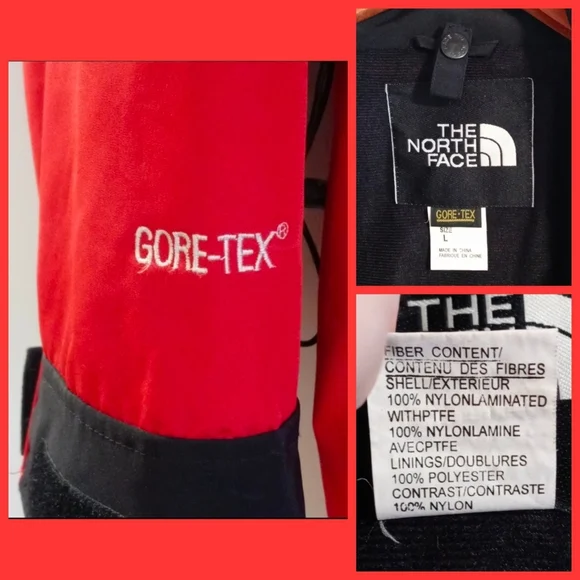 GORE-TEX®
THE
NORTH
FACE
GORE-TEX
SIZE
L
MADE IN CHINA
FABRIQUE EN CHINE
THE
FIBER CONTENT/
CONTENU DES FIBRES
SHELL/EXTERIEUR
100% NYLONLAMINATED
WITHPTFE
100% NYLONLAMINE
AVECPTFE
LININGS/DOUBLURES
100% POLYESTER
CONTRAST/CONTRASTE
100% NYLON